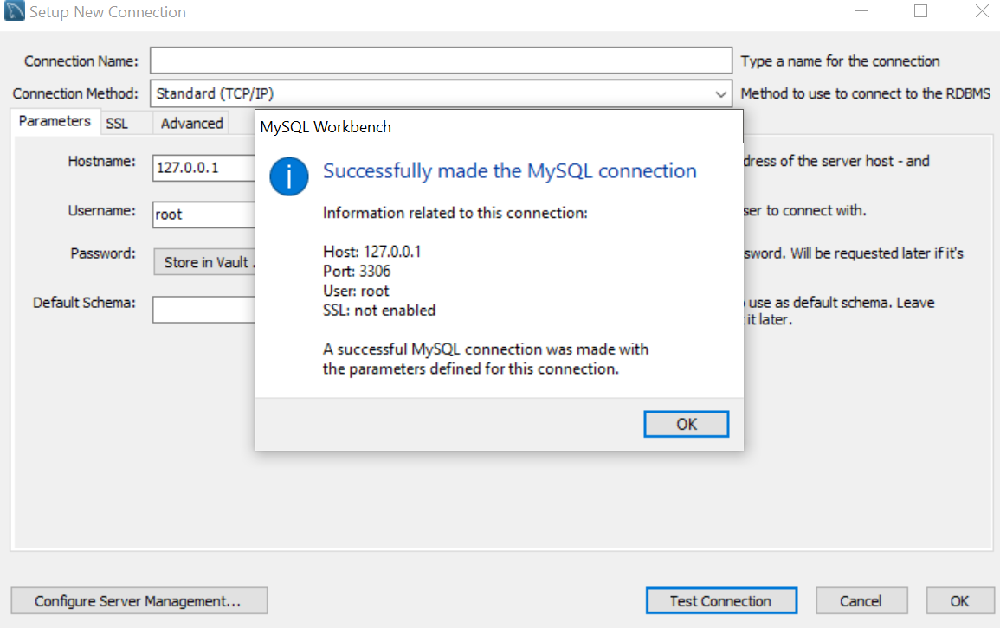 Setup New Connection
Connection Name:
Type a name for the connection
Connection Method:
Standard (TCP/IP)
Method to use to connect to the RDBMS
Parameters
SSL
Advanced
MySQL Workbench
Hostname:
127.0.0.1
dress of the server host - and
Successfully made the MySQL connection
Username:
root
ser to connect with.
Information related to this connection:
Password:
Store in Vault .
sword. Will be requested later if it's
Host: 127.0.0.1
Port: 3306
User: root
SSL: not enabled
Default Schema:
use as default schema. Leave
it later.
A successful MySQL connection was made with
the parameters defined for this connection.
OK
Configure Server Management...
Test Connection
Cancel
OK